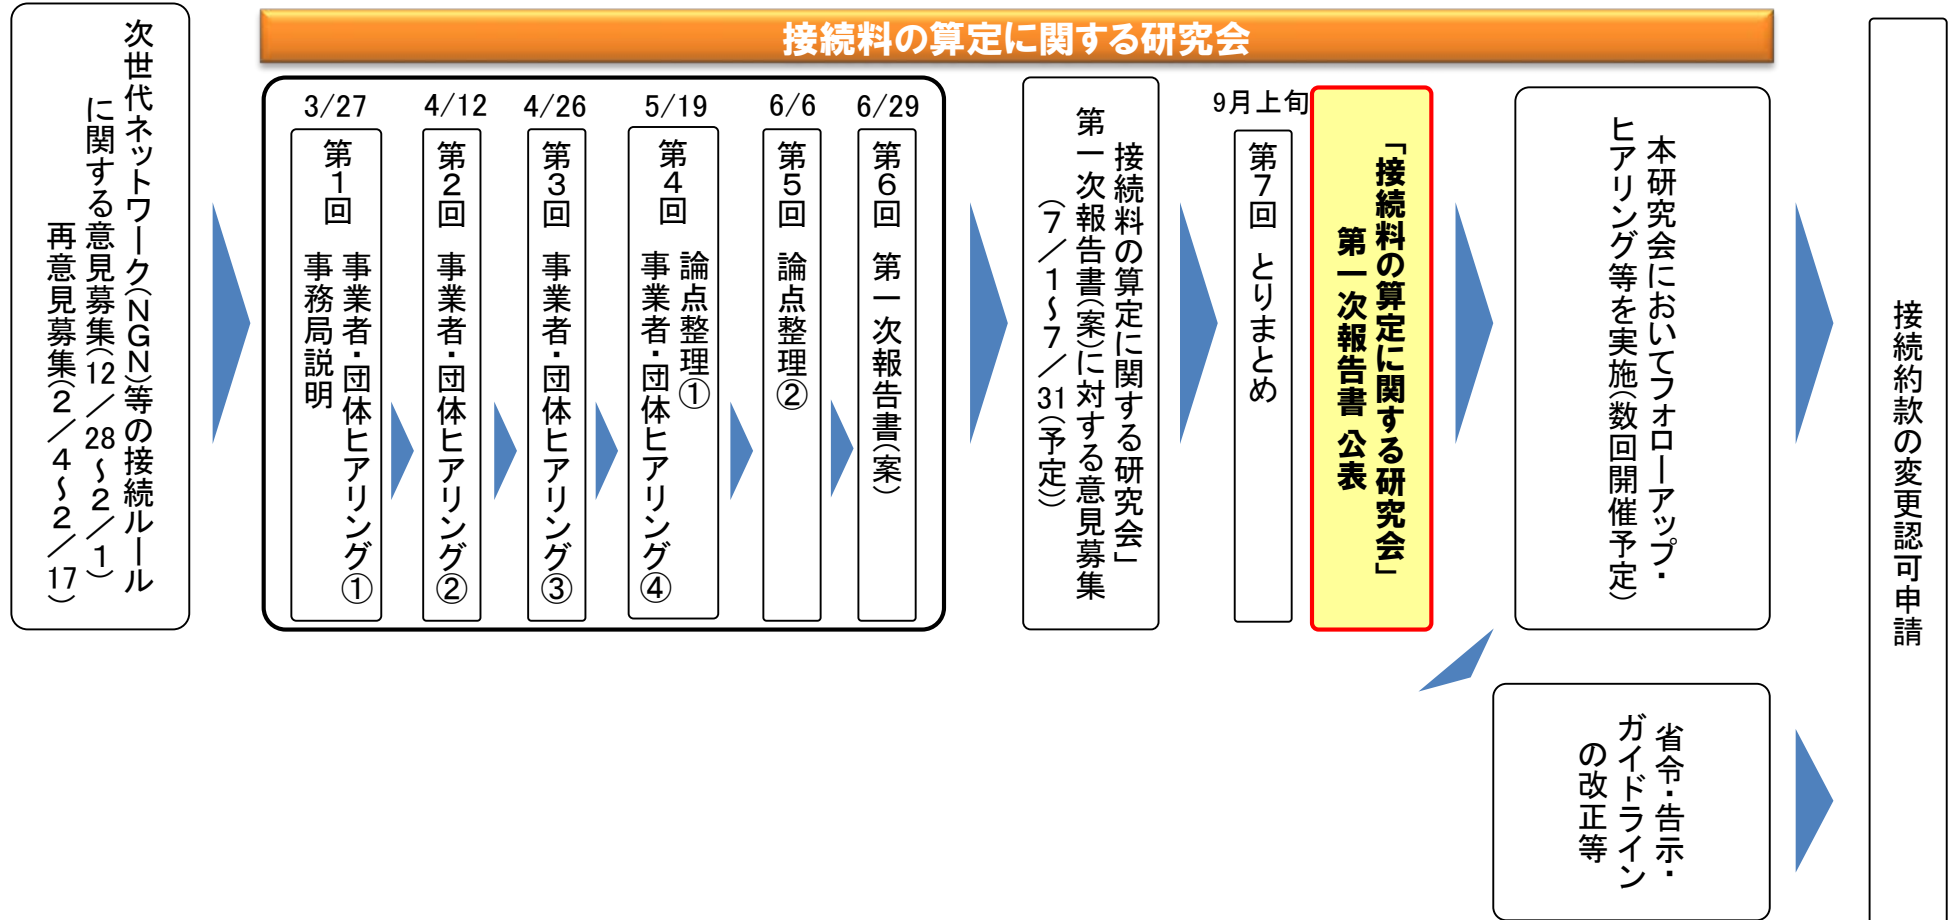 次世代ネットワーク(NGN)等の接続ルール
に関する意見募集(12/28~2/1)
再意見募集(2/4~2/17)
接続料の算定に関する研究会
3/27
第1回 事業者・団体ヒアリング①
事務局説明
4/12
第2回 事業者・団体ヒアリング②
4/26
第3回 事業者・団体ヒアリング③
5/19
第4回 論点整理①
事業者・団体ヒアリング④
6/6
第5回 論点整理②
6/29
第6回 第一次報告書(案)
「接続料の算定に関する研究会」
第一次報告書(案)に対する意見募集
(7/1~7/31(予定))
9月上旬
第7回 とりまとめ
「接続料の算定に関する研究会」
第一次報告書 公表
本研究会においてフォローアップ・
ヒアリング等を実施(数回開催予定)
省令・告示・
ガイドライン
の改正等
接続約款の変更認可申請